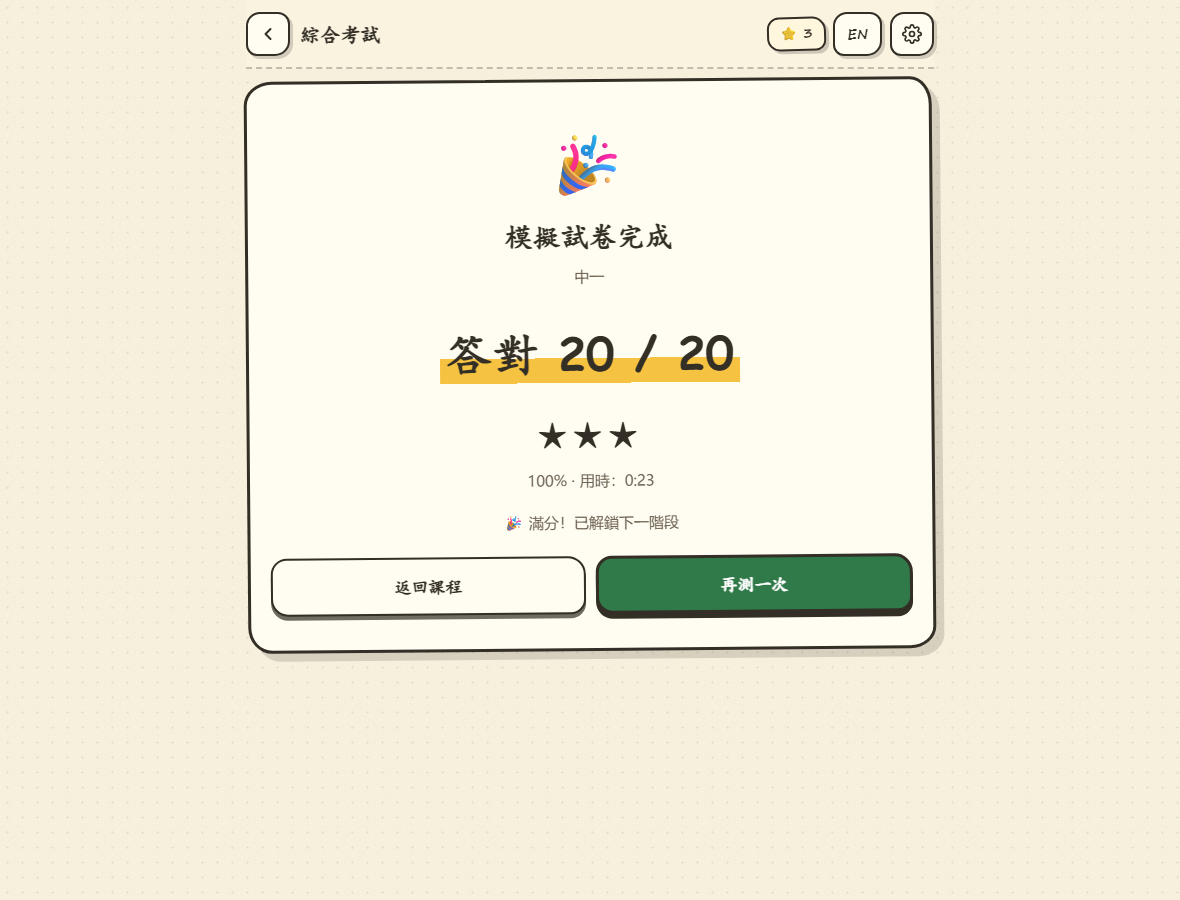 綜合考試
3
EN
模擬試卷完成
中一
答對 20 / 20
★★★
100% · 用時：0:23
🎉 滿分！已解鎖下一階段
返回課程
再測一次